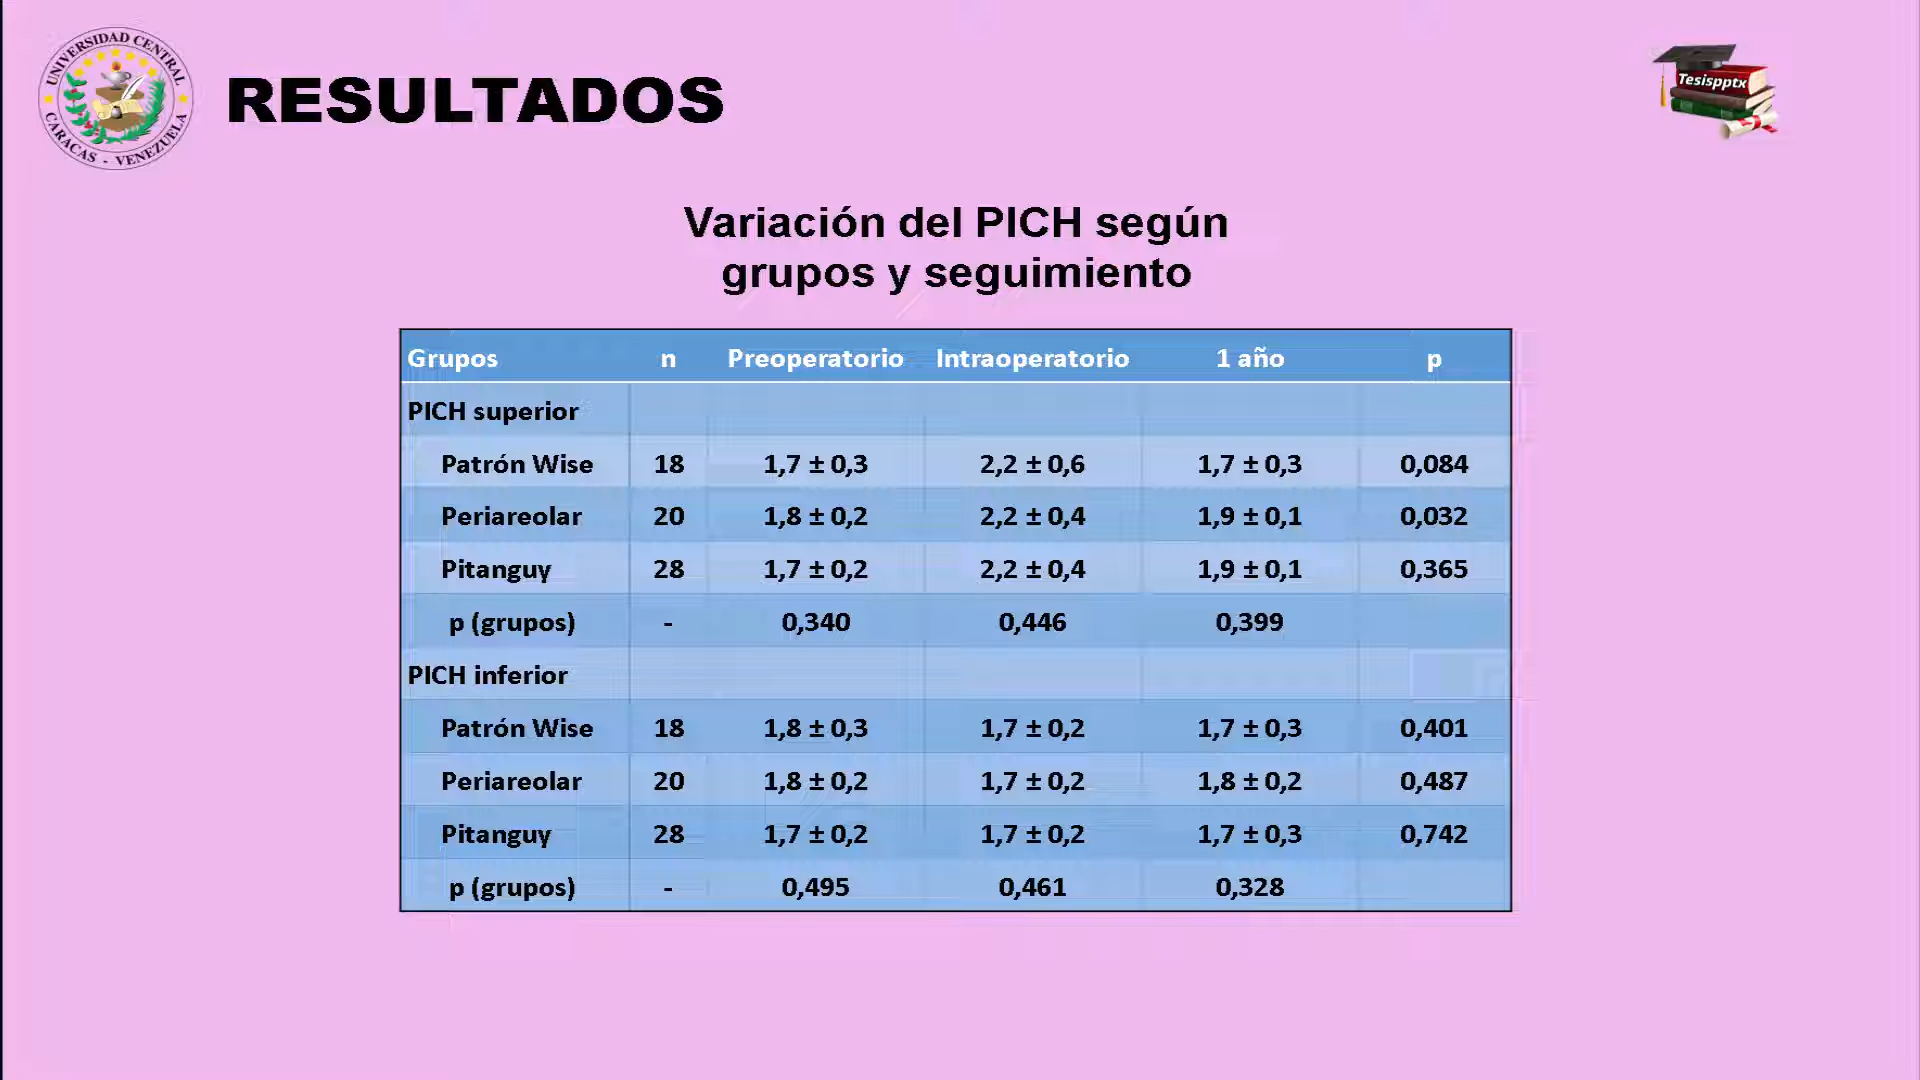 UNIVERSIDAD CENTRAL
CARACAS - VENEZUELA
RESULTADOS
Tesispptx
Variación del PICH según
grupos y seguimiento
Grupos n Preoperatorio Intraoperatorio 1 año p
PICH superior
Patrón Wise 18 1,7 ± 0,3 2,2 ± 0,6 1,7 ± 0,3 0,084
Periareolar 20 1,8 ± 0,2 2,2 ± 0,4 1,9 ± 0,1 0,032
Pitanguy 28 1,7 ± 0,2 2,2 ± 0,4 1,9 ± 0,1 0,365
p (grupos) - 0,340 0,446 0,399
PICH inferior
Patrón Wise 18 1,8 ± 0,3 1,7 ± 0,2 1,7 ± 0,3 0,401
Periareolar 20 1,8 ± 0,2 1,7 ± 0,2 1,8 ± 0,2 0,487
Pitanguy 28 1,7 ± 0,2 1,7 ± 0,2 1,7 ± 0,3 0,742
p (grupos) - 0,495 0,461 0,328